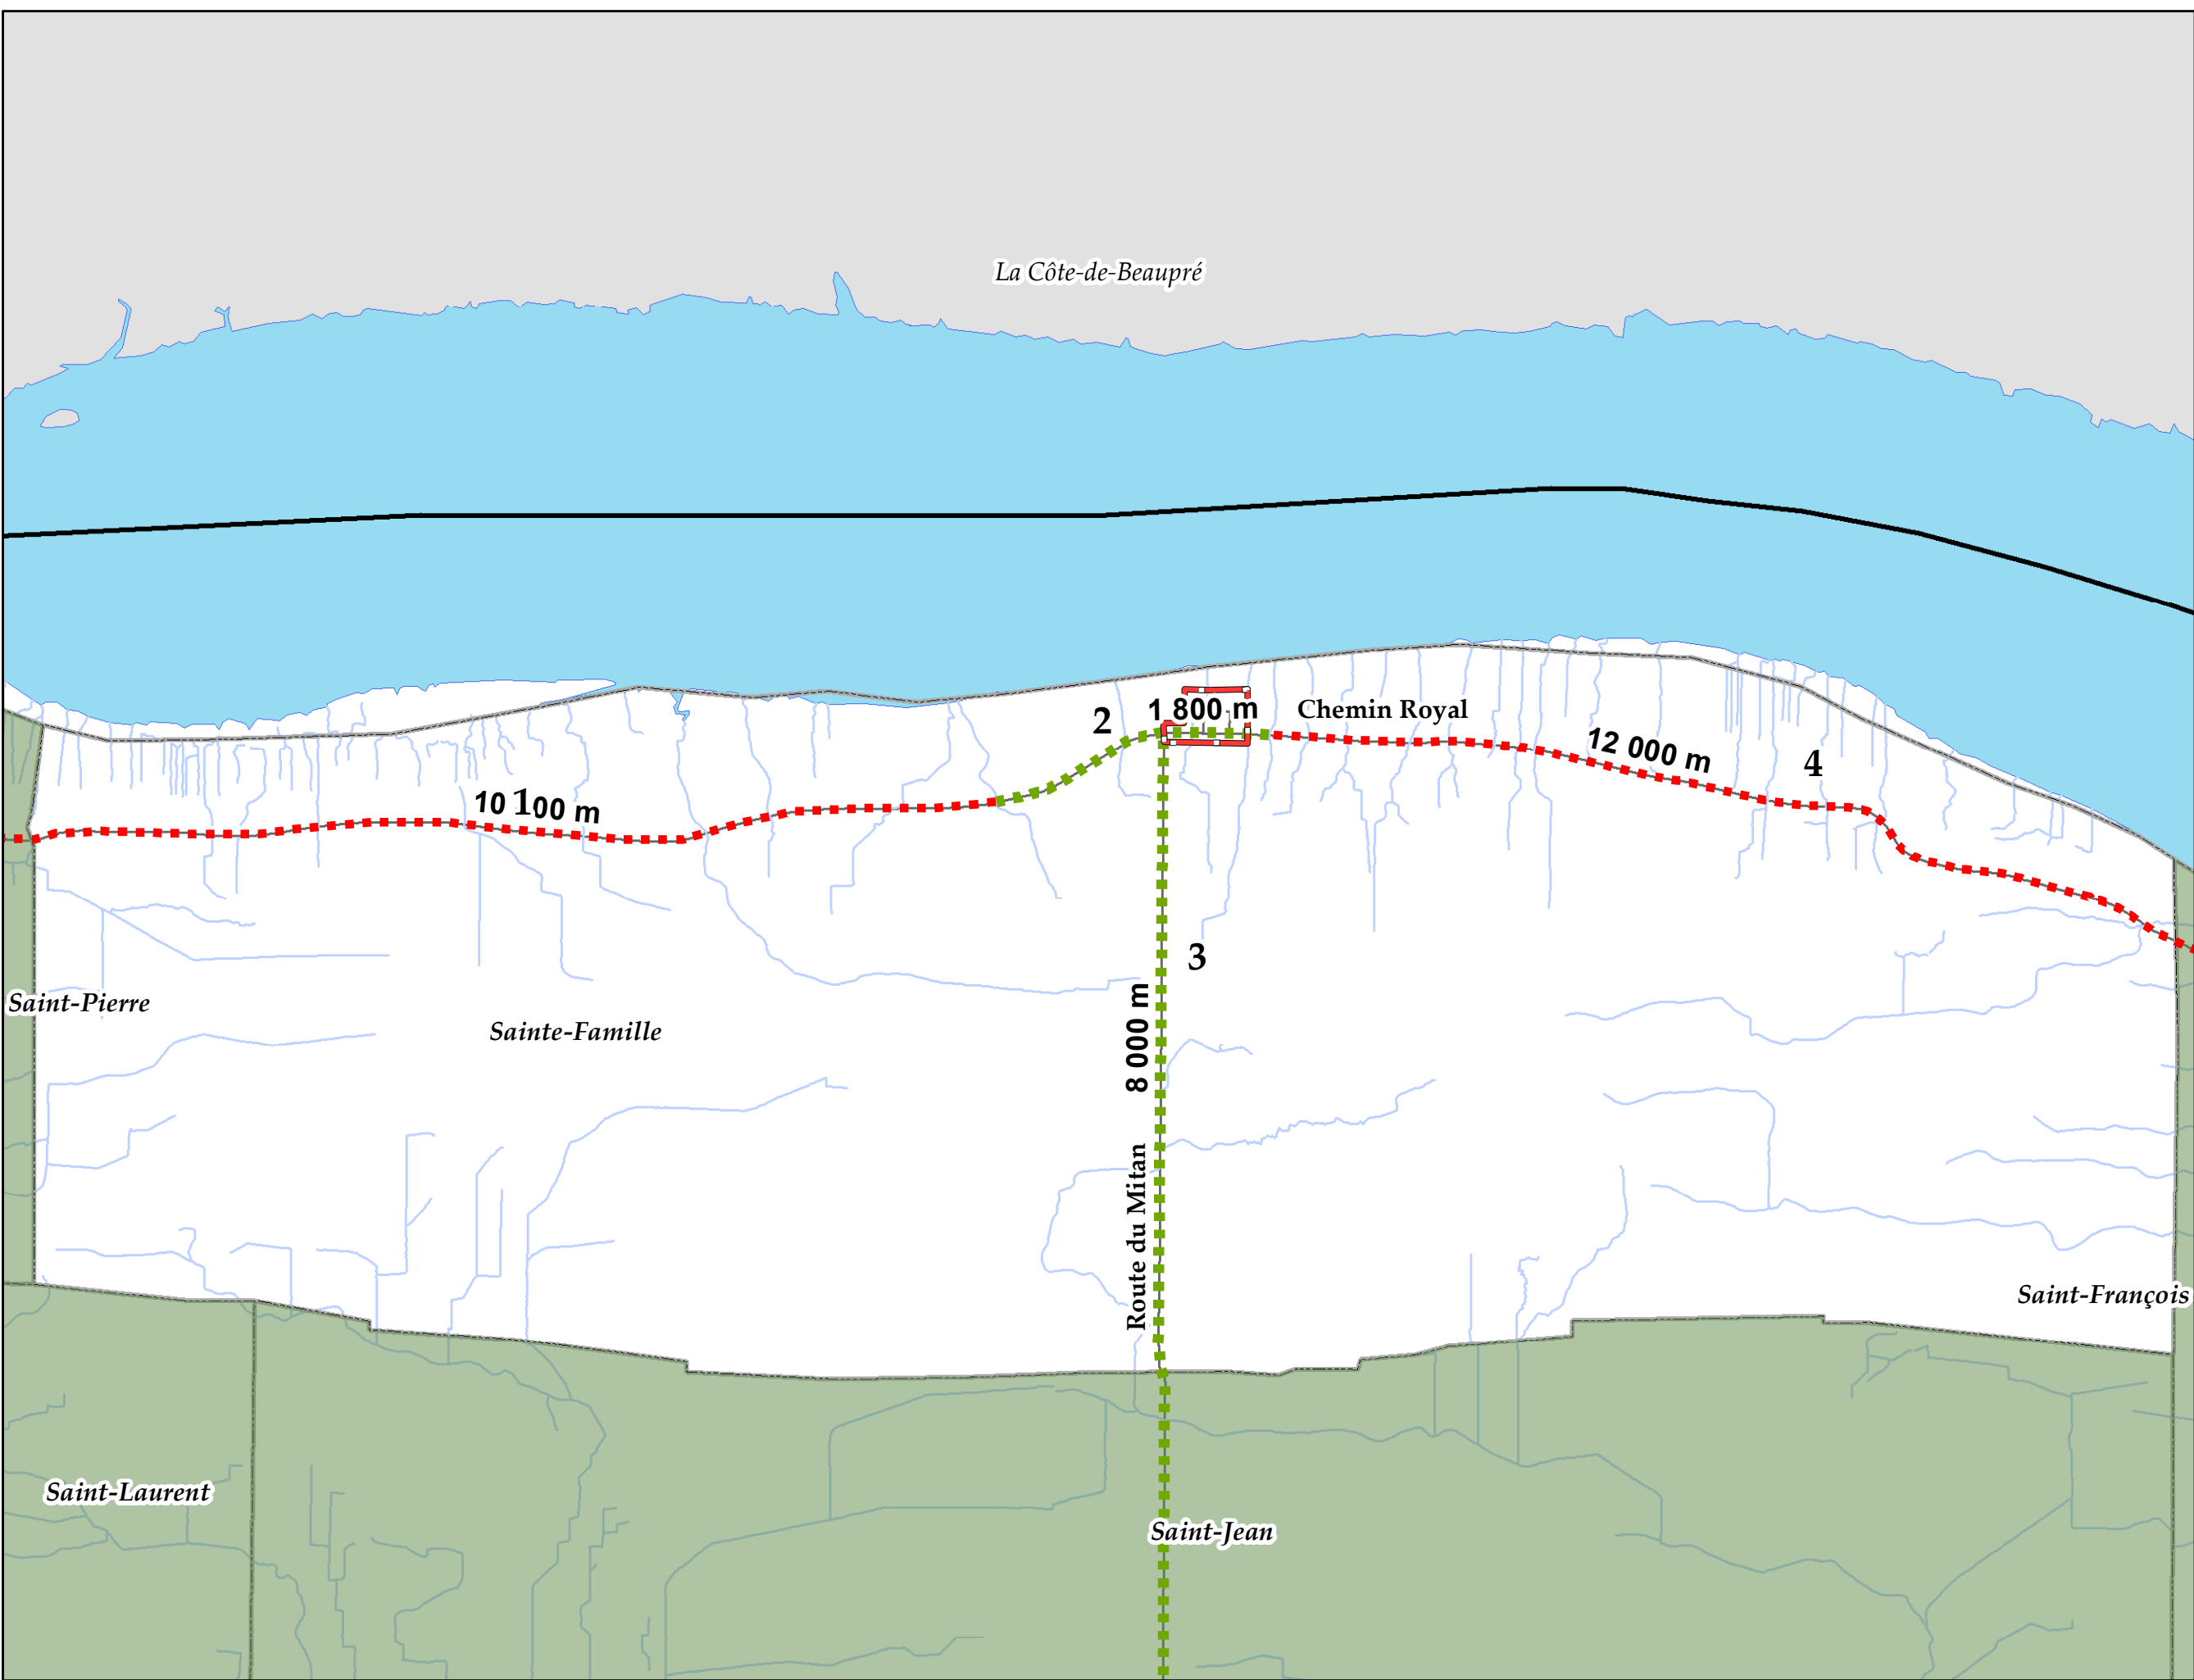 La Côte-de-Beaupré
2
1 800 m
Chemin Royal
12 000 m
4
10 100 m
1
3
8 000 m
Saint-Pierre
Sainte-Famille
Route du Mitan
Saint-François
Saint-Laurent
Saint-Jean